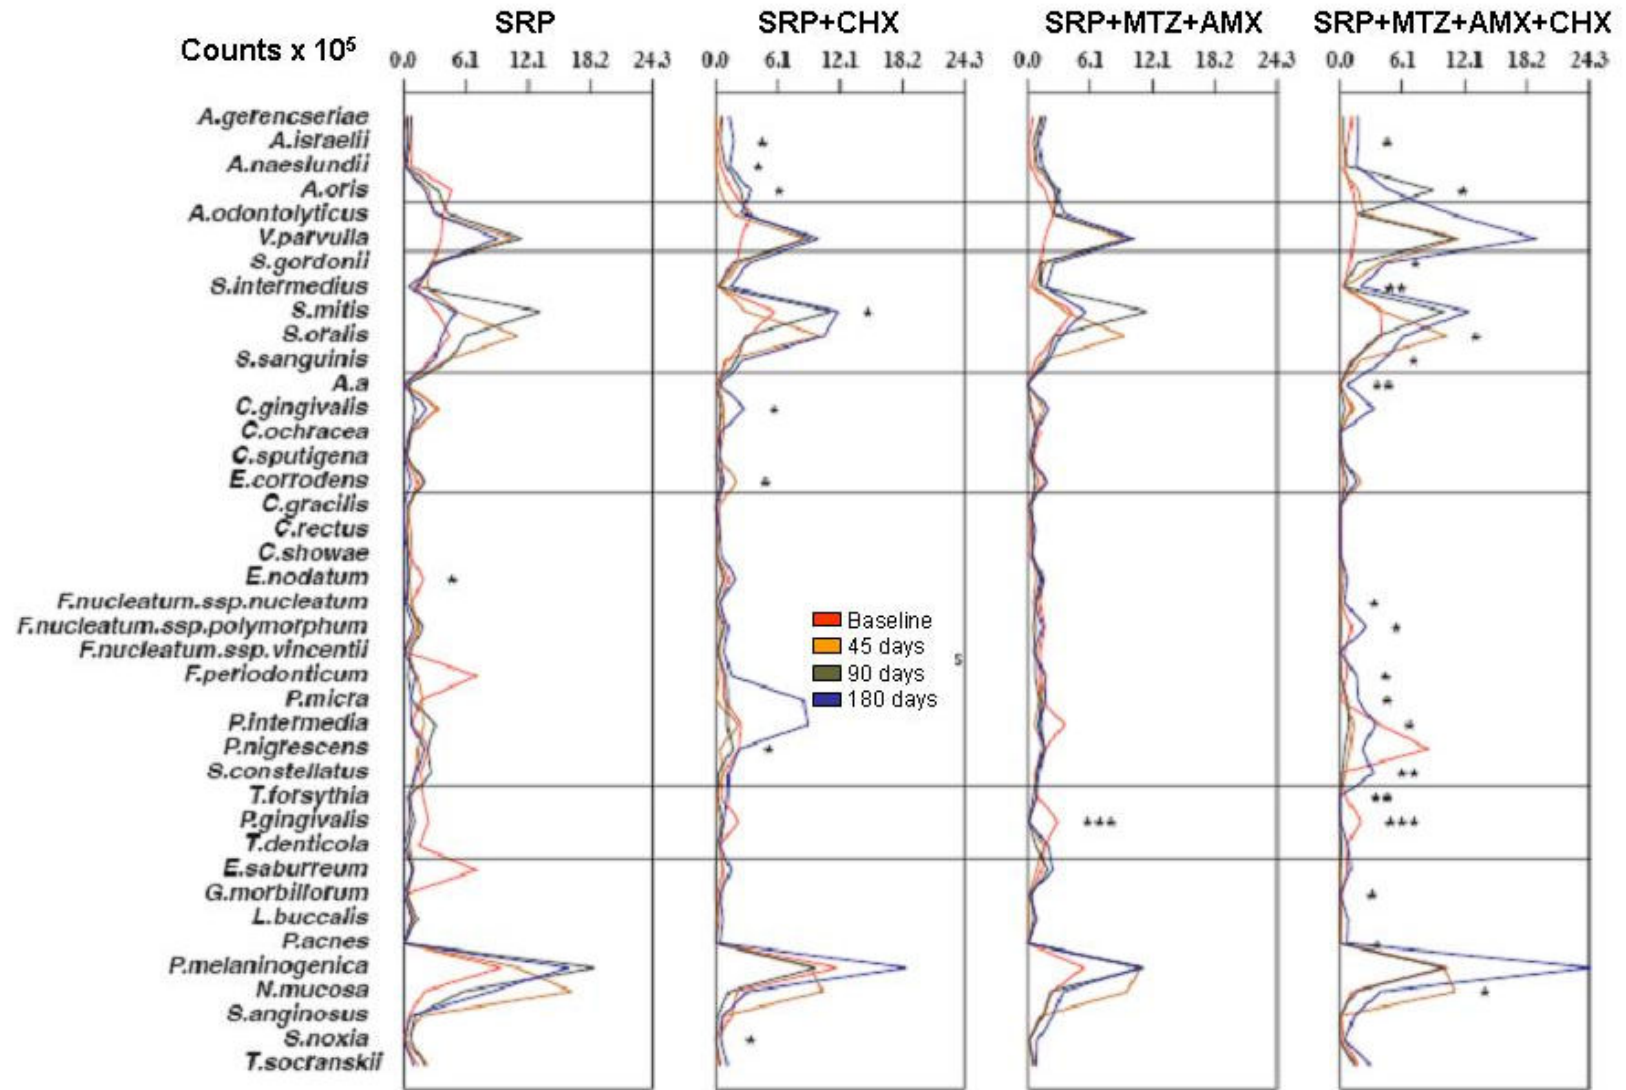 SRP SRP+CHX SRP+MTZ+AMX SRP+MTZ+AMX+CHX
Counts x 10⁵ 0.0 6.1 12.1 18.2 24.3 0.0 6.1 12.1 18.2 24.3 0.0 6.1 12.1 18.2 24.3 0.0 6.1 12.1 18.2 24.3
A.gerencseriae
A.israelii * *
A.naeslundii *
A.oris * *
A.odontolyticus
V.parvulla
S.gordonii *
S.intermedius **
S.mitis *
S.oralis *
S.sanguinis *
A.a **
C.gingivalis *
C.ochracea
C.sputigena
E.corrodens *
C.gracilis
C.rectus
C.showae
E.nodatum *
F.nucleatum.ssp.nucleatum *
F.nucleatum.ssp.polymorphum *
F.nucleatum.ssp.vincentii
F.periodonticum *
P.micra *
P.intermedia *
P.nigrescens *
S.constellatus **
T.forsythia **
P.gingivalis *** ***
T.denticola
E.saburreum
G.morbillorum *
L.buccalis
P.acnes *
P.melaninogenica
N.mucosa *
S.anginosus
S.noxia *
T.socranskii
Baseline
45 days
90 days
180 days
5